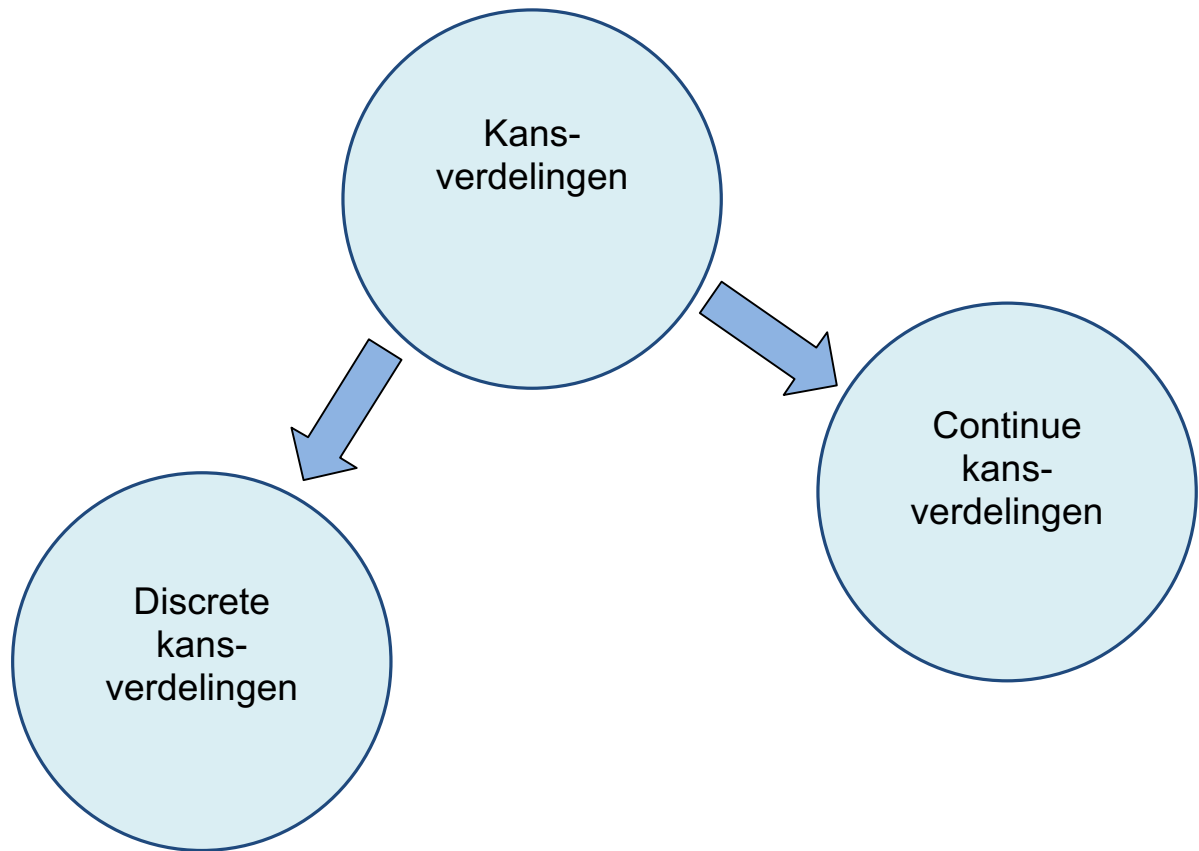 Kans-
verdelingen
Continue
kans-
verdelingen
Discrete
kans-
verdelingen